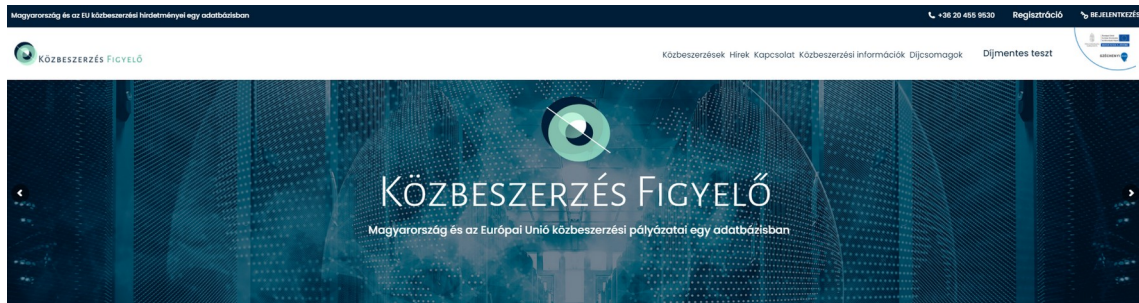 Magyarország és az EU közbeszerzési hirdetményei egy adatbázisban
+36 20 455 9530 Regisztráció BEJELENTKEZÉS
KÖZBESZERZÉS FIGYELŐ
Közbeszerzések Hírek Kapcsolat Közbeszerzési információk Díjcsomagok Díjmentes teszt
KÖZBESZERZÉS FIGYELŐ
Magyarország és az Európai Unió közbeszerzési pályázatai egy adatbázisban